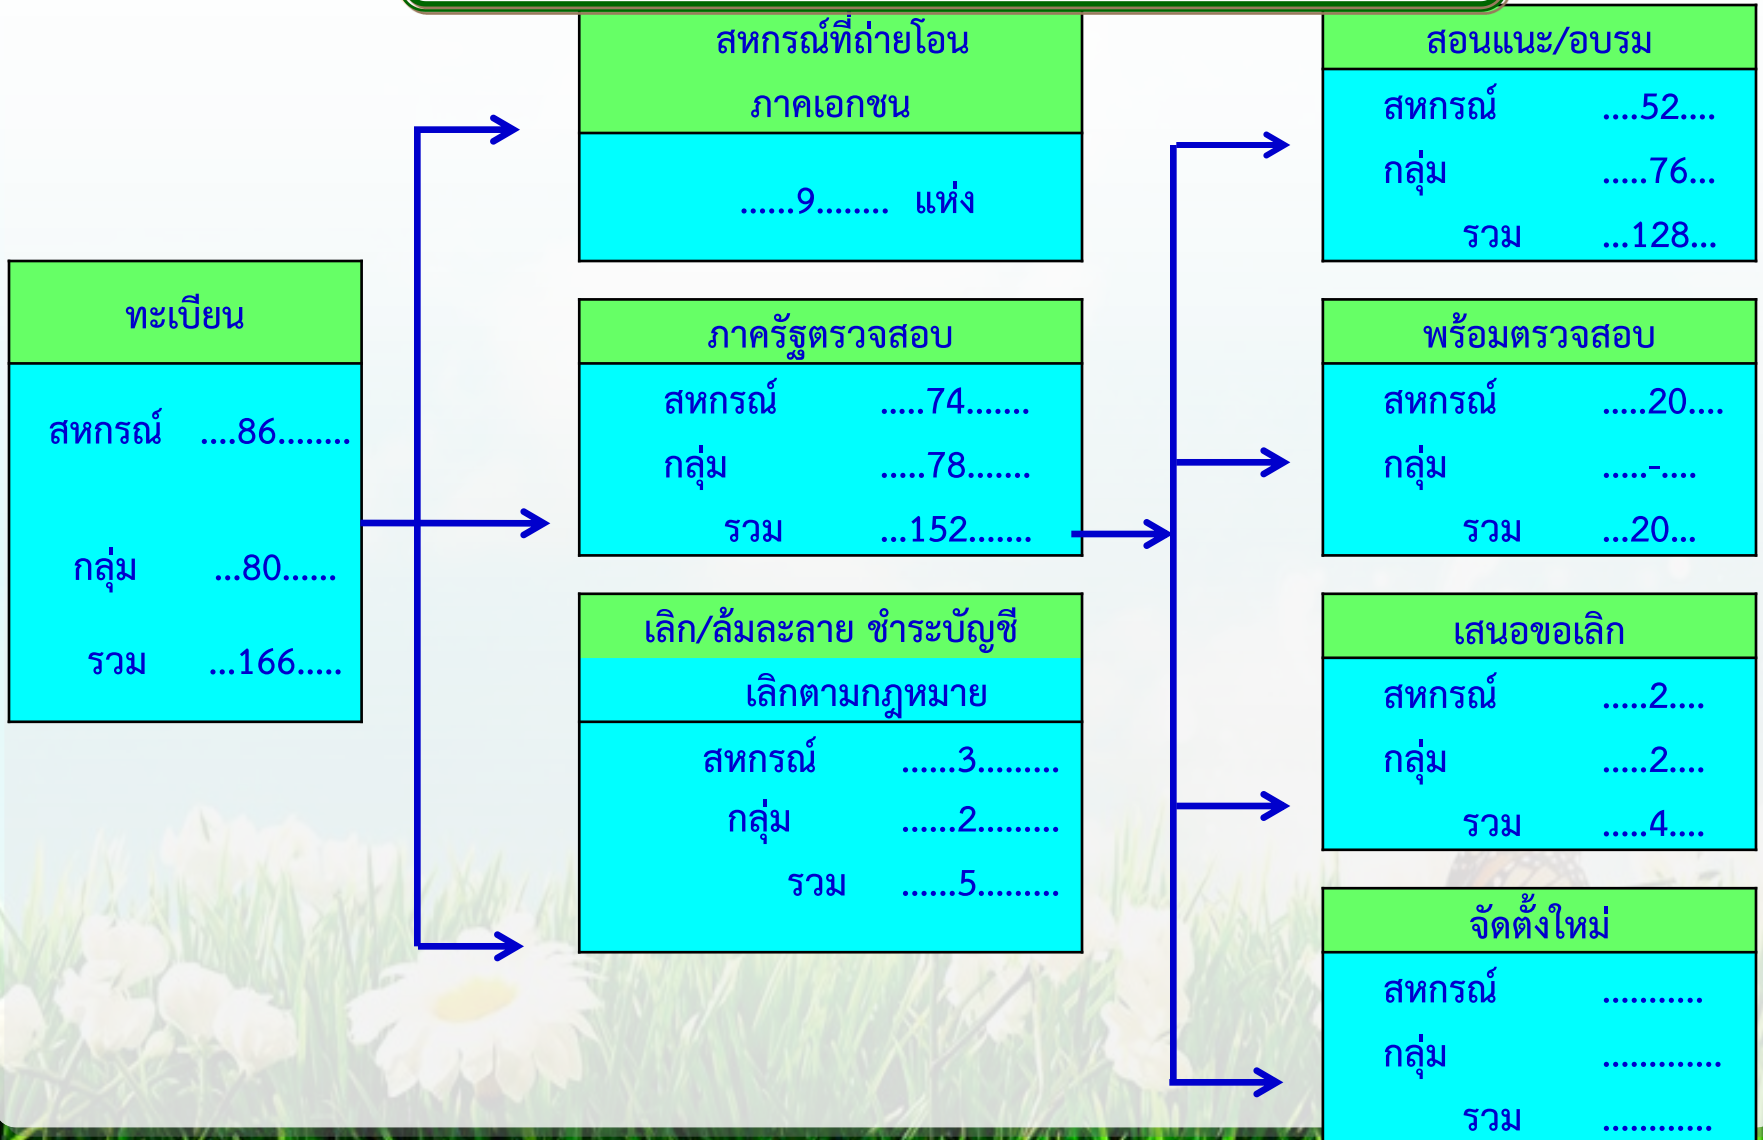 ทะเบียน
สหกรณ์ ....86........
กลุ่ม ...80......
รวม ...166.....
สหกรณ์ที่ถ่ายโอน
ภาคเอกชน
......9........ แห่ง
ภาครัฐตรวจสอบ
สหกรณ์ .....74.......
กลุ่ม .....78.......
รวม ...152.......
เลิก/ล้มละลาย ชำระบัญชี
เลิกตามกฎหมาย
สหกรณ์ ......3.........
กลุ่ม ......2.........
รวม ......5.........
สอนแนะ/อบรม
สหกรณ์ ....52....
กลุ่ม .....76...
รวม ...128...
พร้อมตรวจสอบ
สหกรณ์ .....20....
กลุ่ม .....-....
รวม ...20...
เสนอขอเลิก
สหกรณ์ .....2....
กลุ่ม .....2....
รวม .....4....
จัดตั้งใหม่
สหกรณ์ ...........
กลุ่ม .............
รวม ............